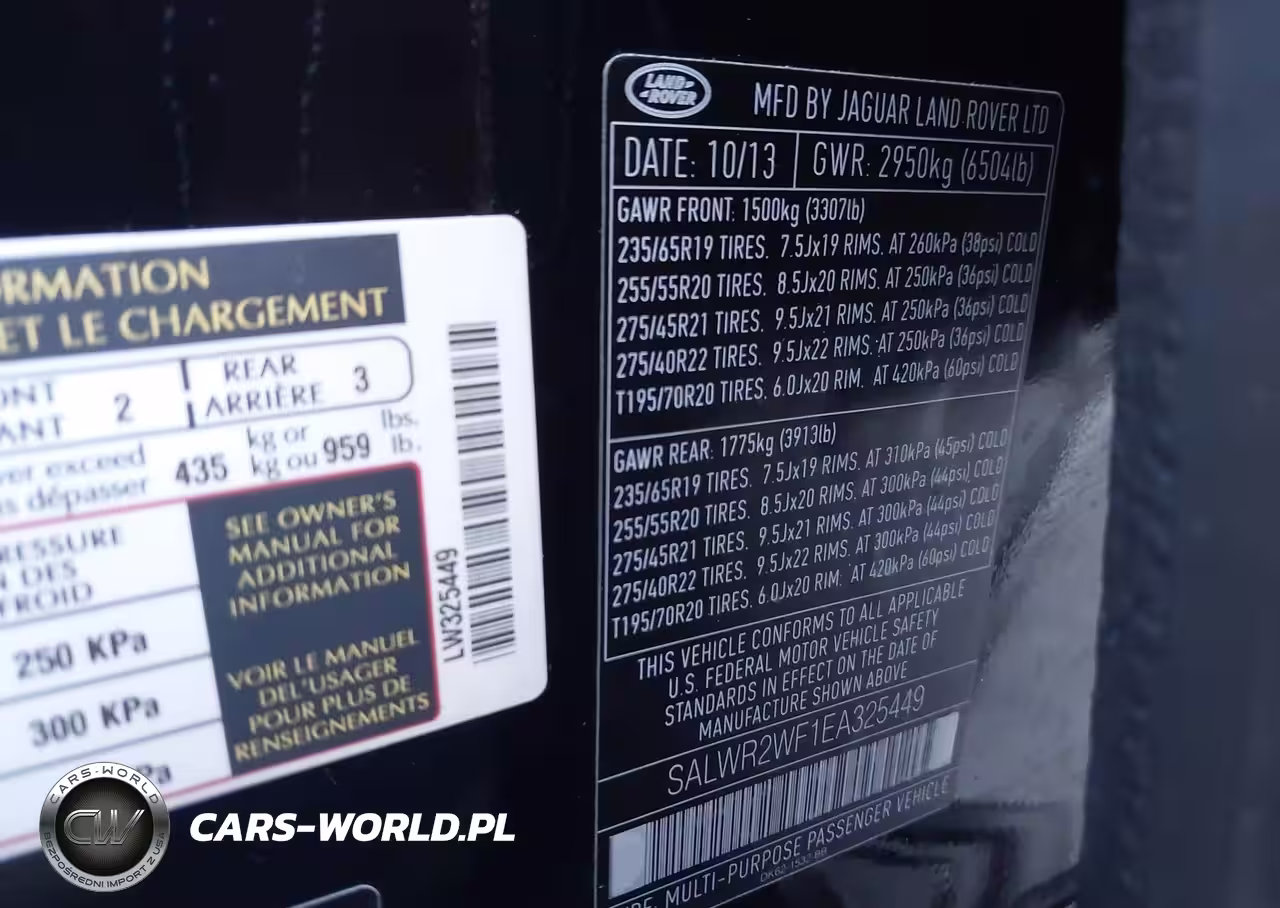 RMATION
ET LE CHARGEMENT
REAR
ARRIÈRE 3
2
kg or lbs.
435 kg ou 959 lb.
ver exceed
dépasser
DES
250 KPa
300 KPa
SEE OWNER'S
MANUAL FOR
ADDITIONAL
INFORMATION
VOIR LE MANUEL
DEL'USAGER
POUR PLUS DE
RENSEIGNEMENTS
LW325449
LAND
ROVER
MFD BY JAGUAR LAND ROVER LTD
DATE: 10/13 GWR: 2950kg (6504lb)
GAWR FRONT: 1500kg (3307lb)
235/65R19 TIRES. 7.5Jx19 RIMS. AT 260kPa (38psi) COLD
255/55R20 TIRES. 8.5Jx20 RIMS. AT 250kPa (36psi) COLD
275/45R21 TIRES. 9.5Jx21 RIMS. AT 250kPa (36psi) COLD
275/40R22 TIRES. 9.5Jx22 RIMS. AT 250kPa (36psi) COLD
T195/70R20 TIRES. 6.0Jx20 RIM. AT 420kPa (60psi) COLD
GAWR REAR: 1775kg (3913lb)
235/65R19 TIRES. 7.5Jx19 RIMS. AT 310kPa (45psi) COLD
255/55R20 TIRES. 8.5Jx20 RIMS. AT 300kPa (44psi) COLD
275/45R21 TIRES. 9.5Jx21 RIMS. AT 300kPa (44psi) COLD
275/40R22 TIRES. 9.5Jx22 RIMS. AT 300kPa (44psi) COLD
T195/70R20 TIRES. 6.0Jx20 RIM. AT 420kPa (60psi) COLD
THIS VEHICLE CONFORMS TO ALL APPLICABLE
U.S. FEDERAL MOTOR VEHICLE SAFETY
STANDARDS IN EFFECT ON THE DATE OF
MANUFACTURE SHOWN ABOVE
SALWR2WF1EA325449
MULTI-PURPOSE PASSENGER VEHICLE
CARS-WORLD
CW
BEZPOŚREDNI IMPORT Z USA
CARS-WORLD.PL